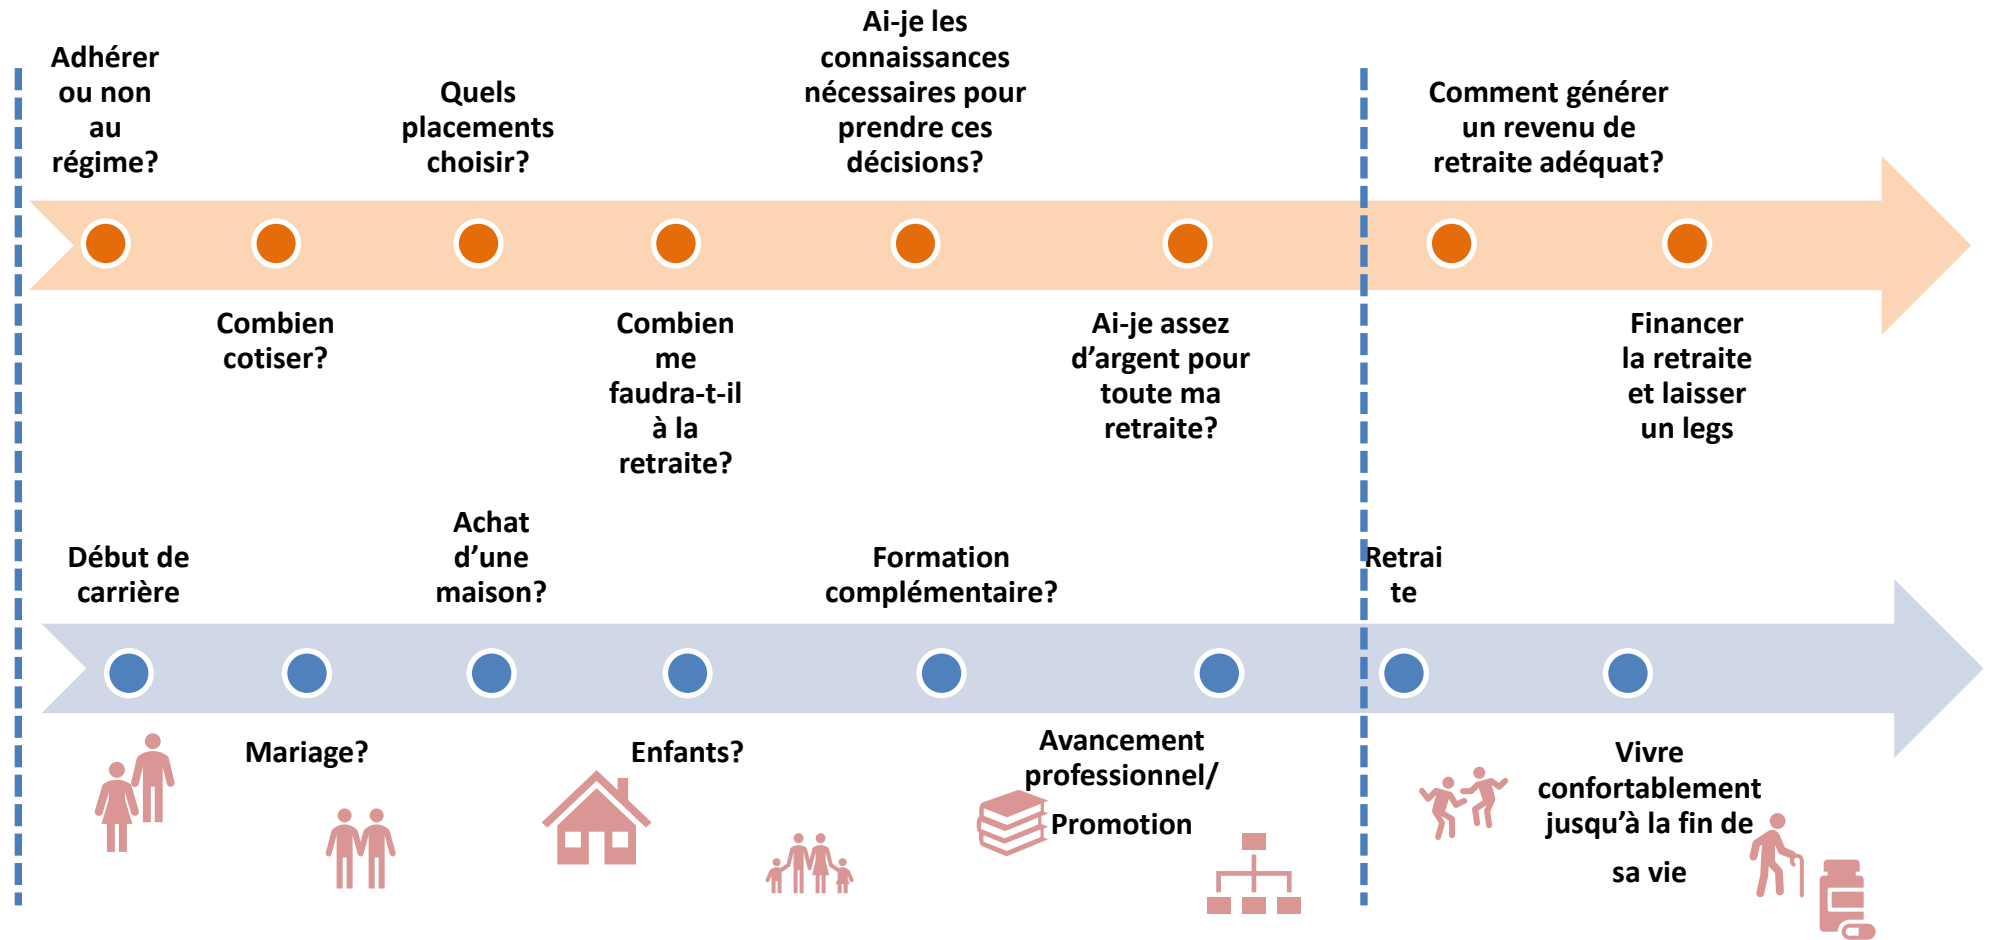 Adhérer
ou non
au
régime?
Combien
cotiser?
Quels
placements
choisir?
Combien
me
faudra-t-il
à la
retraite?
Ai-je les
connaissances
nécessaires pour
prendre ces
décisions?
Ai-je assez
d’argent pour
toute ma
retraite?
Comment générer
un revenu de
retraite adéquat?
Financer
la retraite
et laisser
un legs
Début de
carrière
Mariage?
Achat
d’une
maison?
Enfants?
Formation
complémentaire?
Avancement
professionnel/
Promotion
Retrai
te
Vivre
confortablement
jusqu’à la fin de
sa vie